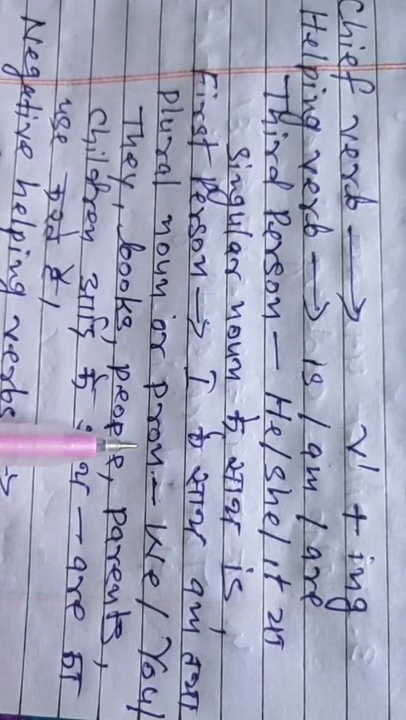 Chief verb → v' + ing
Helping verb → is / am / are
Third Person - He/she/it या
singular noun के साथ is,
First Person → I के साथ am तथा
Plural noun or Pron - We / You/
They, books, people, parents,
children आदि के साथ - are का
use करते है,
Negative helping verbs →